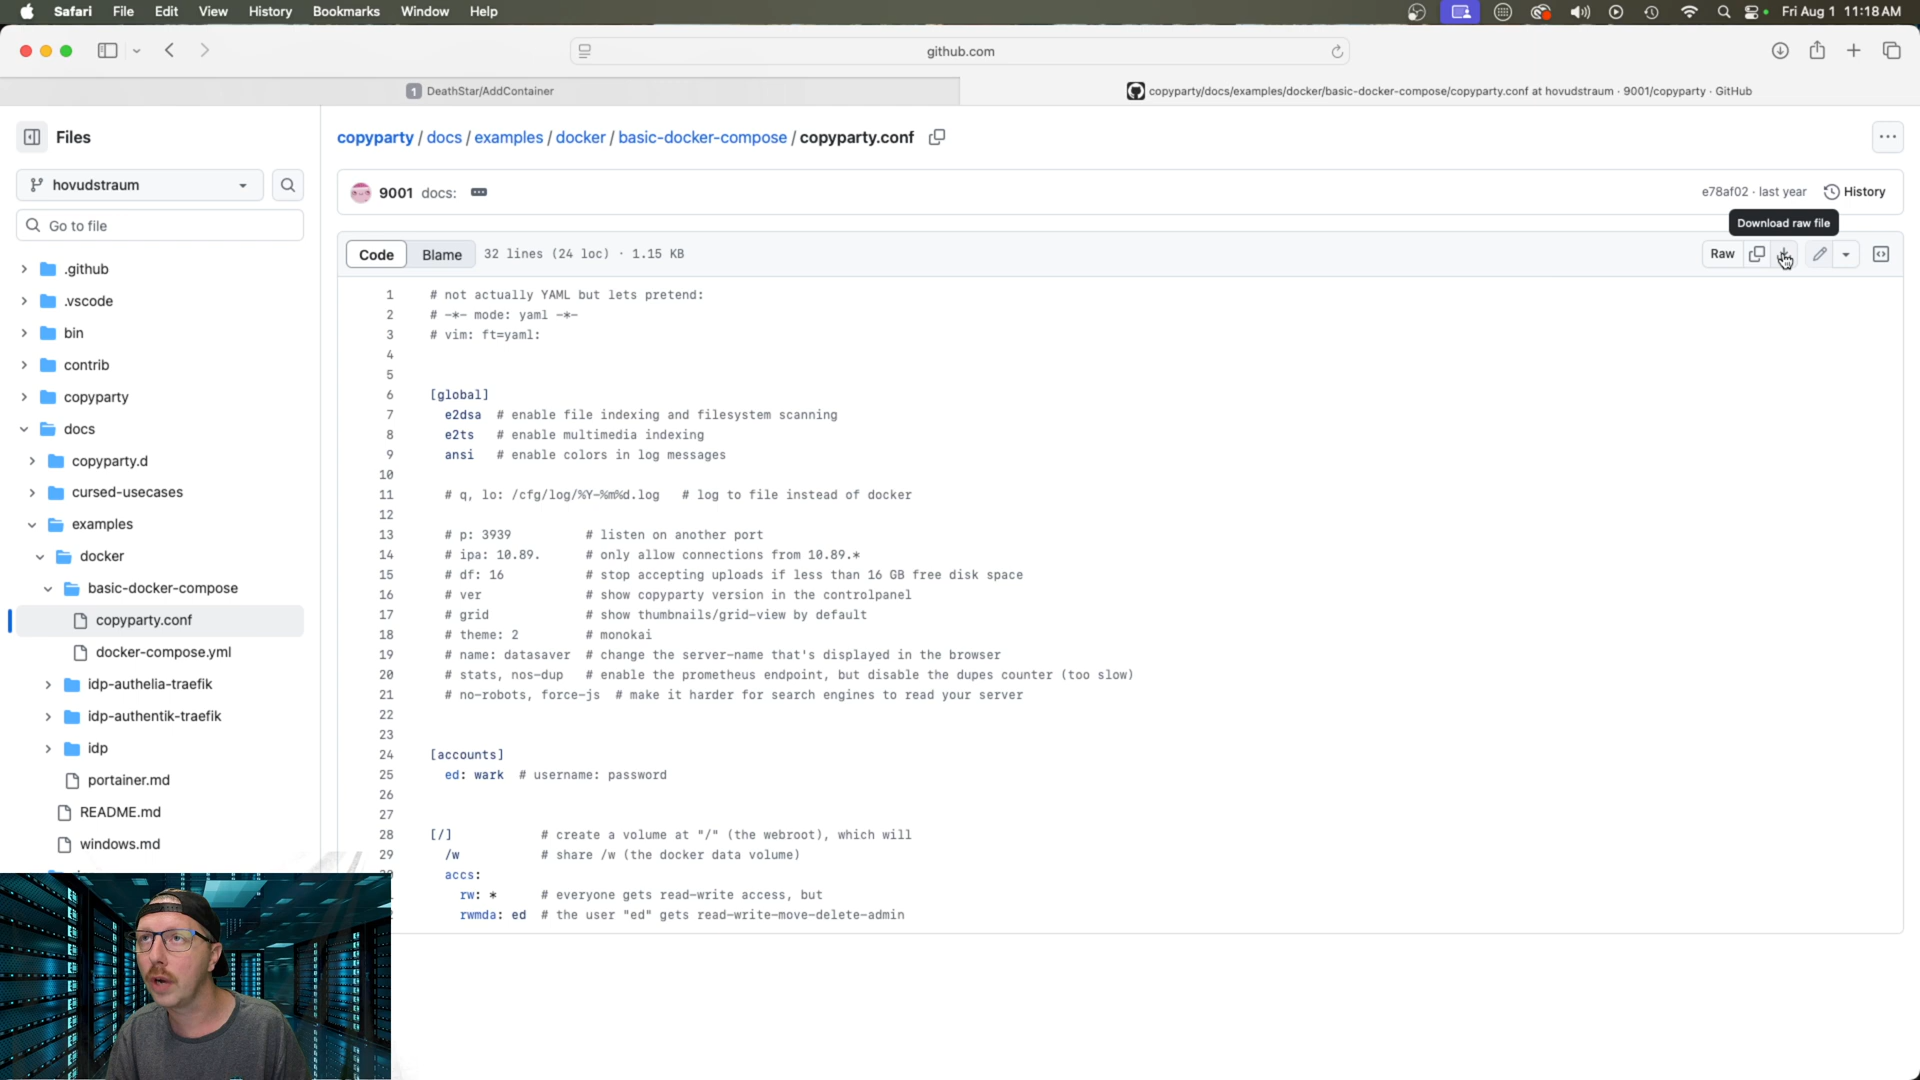 Safari File Edit View History Bookmarks Window Help Fri Aug 1 11:18 AM
github.com
1 DeathStar/AddContainer
copyparty/docs/examples/docker/basic-docker-compose/copyparty.conf at hovudstraum · 9001/copyparty · GitHub
Files
hovudstraum
Go to file
.github
.vscode
bin
contrib
copyparty
docs
copyparty.d
cursed-usecases
examples
docker
basic-docker-compose
copyparty.conf
docker-compose.yml
idp-authelia-traefik
idp-authentik-traefik
idp
portainer.md
README.md
windows.md
copyparty / docs / examples / docker / basic-docker-compose / copyparty.conf
9001 docs:
e78af02 · last year History
Download raw file
Code Blame 32 lines (24 loc) · 1.15 KB
Raw
1 # not actually YAML but lets pretend:
2 # -*- mode: yaml -*-
3 # vim: ft=yaml:
4
5
6 [global]
7 e2dsa # enable file indexing and filesystem scanning
8 e2ts # enable multimedia indexing
9 ansi # enable colors in log messages
10
11 # q, lo: /cfg/log/%Y-%m%d.log # log to file instead of docker
12
13 # p: 3939 # listen on another port
14 # ipa: 10.89. # only allow connections from 10.89.*
15 # df: 16 # stop accepting uploads if less than 16 GB free disk space
16 # ver # show copyparty version in the controlpanel
17 # grid # show thumbnails/grid-view by default
18 # theme: 2 # monokai
19 # name: datasaver # change the server-name that's displayed in the browser
20 # stats, nos-dup # enable the prometheus endpoint, but disable the dupes counter (too slow)
21 # no-robots, force-js # make it harder for search engines to read your server
22
23
24 [accounts]
25 ed: wark # username: password
26
27
28 [/] # create a volume at "/" (the webroot), which will
29 /w # share /w (the docker data volume)
accs:
rw: * # everyone gets read-write access, but
rwmda: ed # the user "ed" gets read-write-move-delete-admin